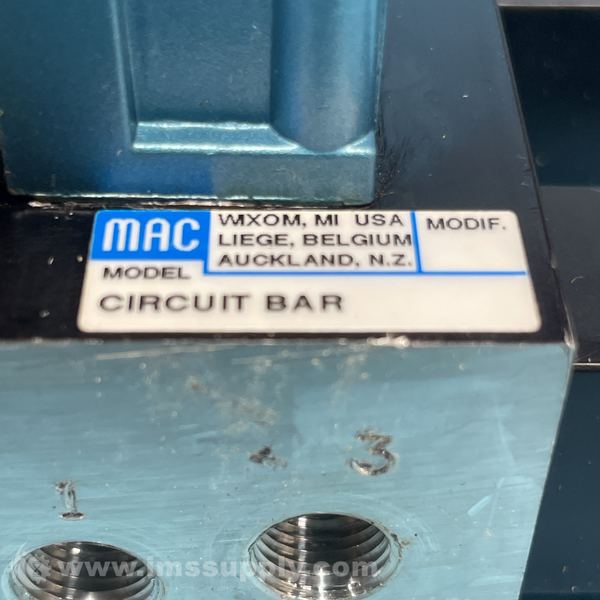 MAC
WIXOM, MI USA
LIEGE, BELGIUM
AUCKLAND, N.Z.
MODIF.
MODEL
CIRCUIT BAR
3
1
www.imssupply.com